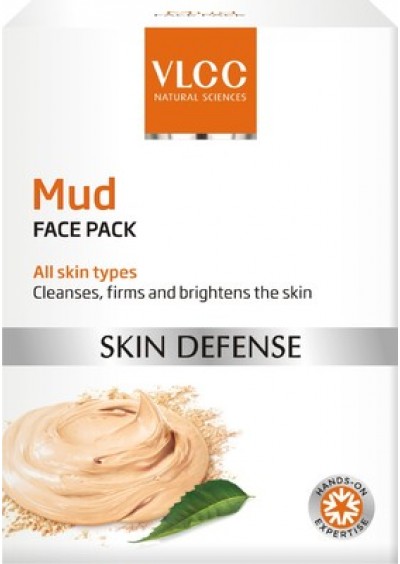 VLCC
NATURAL SCIENCES
Mud
FACE PACK
All skin types
Cleanses, firms and brightens the skin
SKIN DEFENSE
HANDS-ON
EXPERTISE